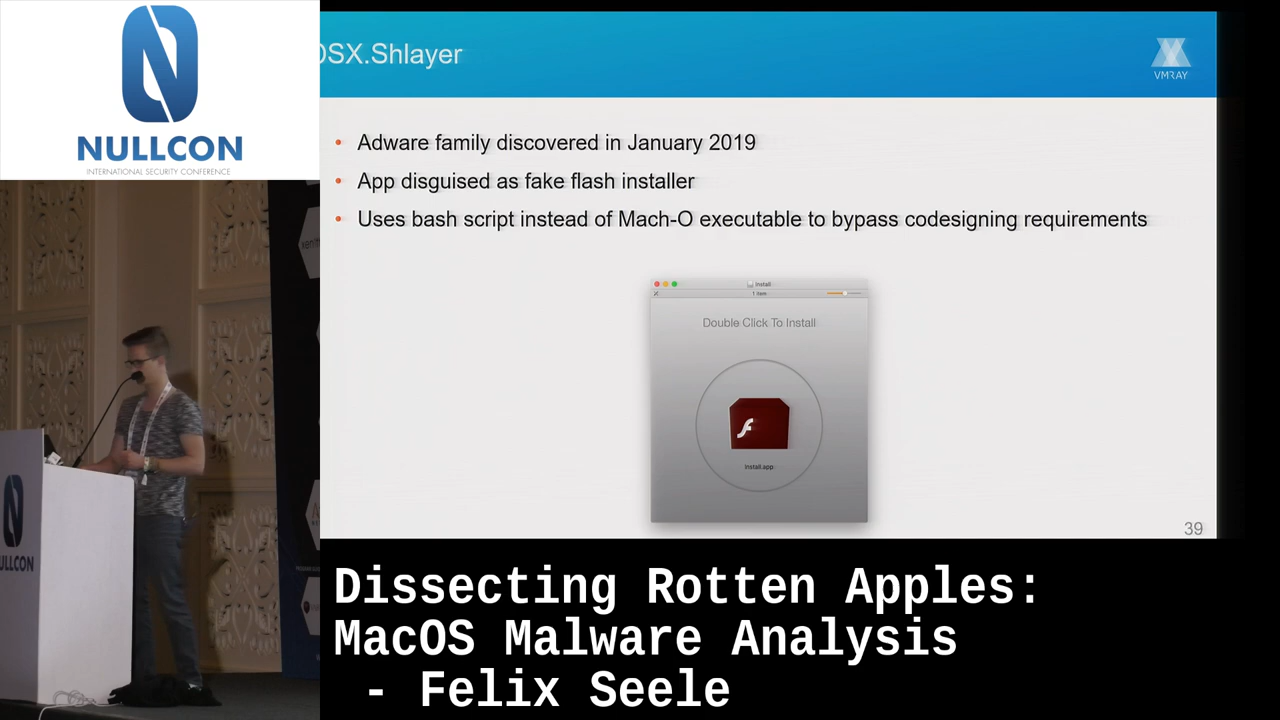 NULLCON
INTERNATIONAL SECURITY CONFERENCE
OSX.Shlayer
VMRAY
• Adware family discovered in January 2019
• App disguised as fake flash installer
• Uses bash script instead of Mach-O executable to bypass codesigning requirements
Install
1 item
Double Click To Install
Install.app
39
NULLCON
Dissecting Rotten Apples:
MacOS Malware Analysis
- Felix Seele